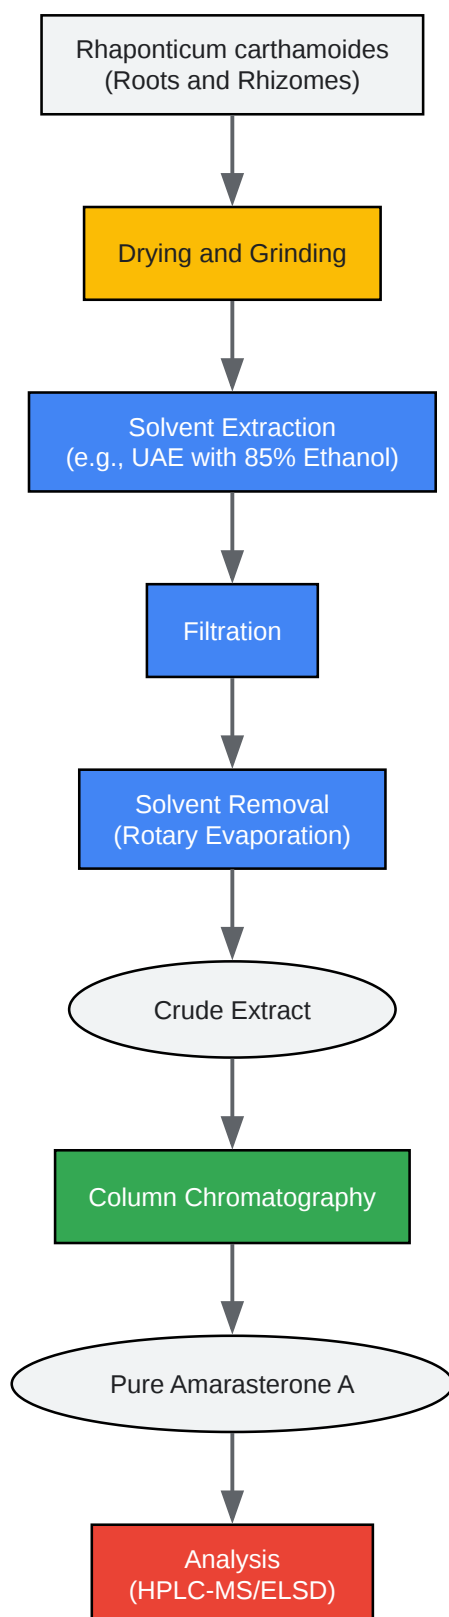 Rhaponticum carthamoides
(Roots and Rhizomes)
Drying and Grinding
Solvent Extraction
(e.g., UAE with 85% Ethanol)
Filtration
Solvent Removal
(Rotary Evaporation)
Crude Extract
Column Chromatography
Pure Amarasterone A
Analysis
(HPLC-MS/ELSD)